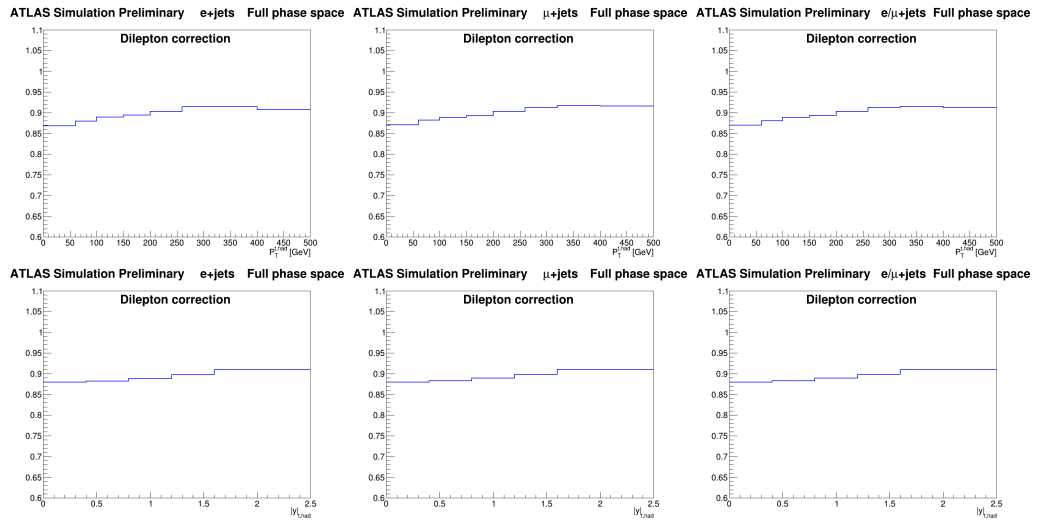 ATLAS Simulation Preliminary e+jets Full phase space
Dilepton correction
1.1
1.05
1
0.95
0.9
0.85
0.8
0.75
0.7
0.65
0.6
0 50 100 150 200 250 300 350 400 450 500
P_T^{t,had} [GeV]
ATLAS Simulation Preliminary μ+jets Full phase space
Dilepton correction
1.1
1.05
1
0.95
0.9
0.85
0.8
0.75
0.7
0.65
0.6
0 50 100 150 200 250 300 350 400 450 500
P_T^{t,had} [GeV]
ATLAS Simulation Preliminary e/μ+jets Full phase space
Dilepton correction
1.1
1.05
1
0.95
0.9
0.85
0.8
0.75
0.7
0.65
0.6
0 50 100 150 200 250 300 350 400 450 500
P_T^{t,had} [GeV]
ATLAS Simulation Preliminary e+jets Full phase space
Dilepton correction
1.1
1.05
1
0.95
0.9
0.85
0.8
0.75
0.7
0.65
0.6
0 0.5 1 1.5 2 2.5
|y|_{t,had}
ATLAS Simulation Preliminary μ+jets Full phase space
Dilepton correction
1.1
1.05
1
0.95
0.9
0.85
0.8
0.75
0.7
0.65
0.6
0 0.5 1 1.5 2 2.5
|y|_{t,had}
ATLAS Simulation Preliminary e/μ+jets Full phase space
Dilepton correction
1.1
1.05
1
0.95
0.9
0.85
0.8
0.75
0.7
0.65
0.6
0 0.5 1 1.5 2 2.5
|y|_{t,had}